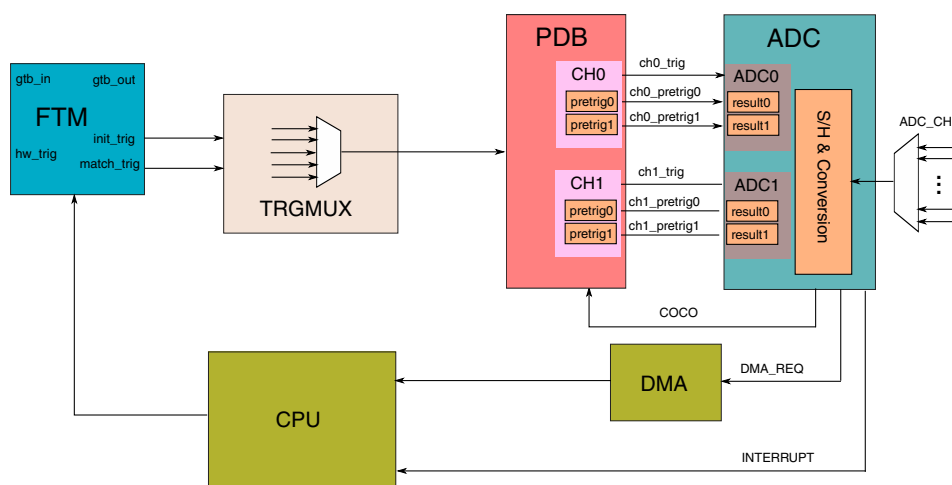 gtb_in
gtb_out
FTM
init_trig
hw_trig
match_trig
TRGMUX
PDB
CH0
pretrig0
pretrig1
CH1
pretrig0
pretrig1
ch0_trig
ch0_pretrig0
ch0_pretrig1
ch1_trig
ch1_pretrig0
ch1_pretrig1
ADC
ADC0
result0
result1
ADC1
result0
result1
S/H & Conversion
ADC_CH
COCO
DMA_REQ
DMA
CPU
INTERRUPT